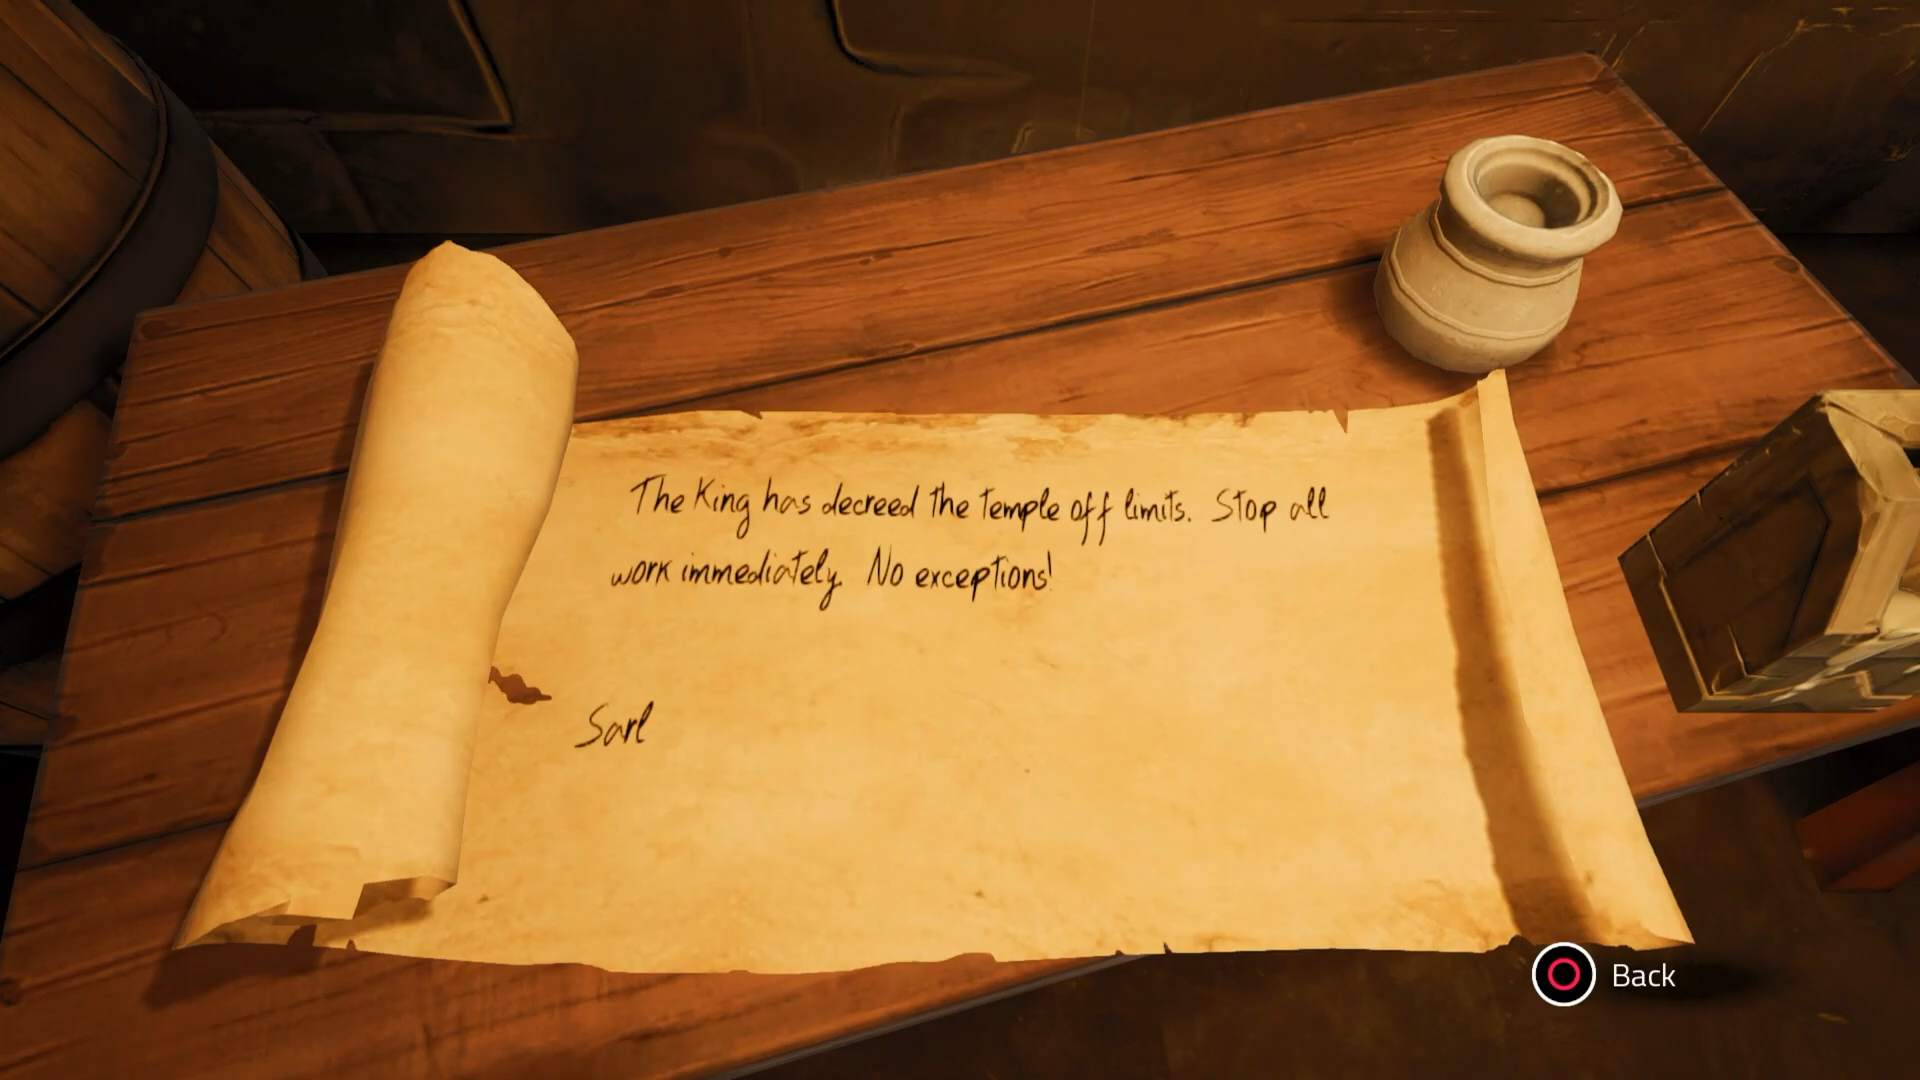 The King has decreed the temple off limits. Stop all
work immediately. No exceptions!
Sarl
Back